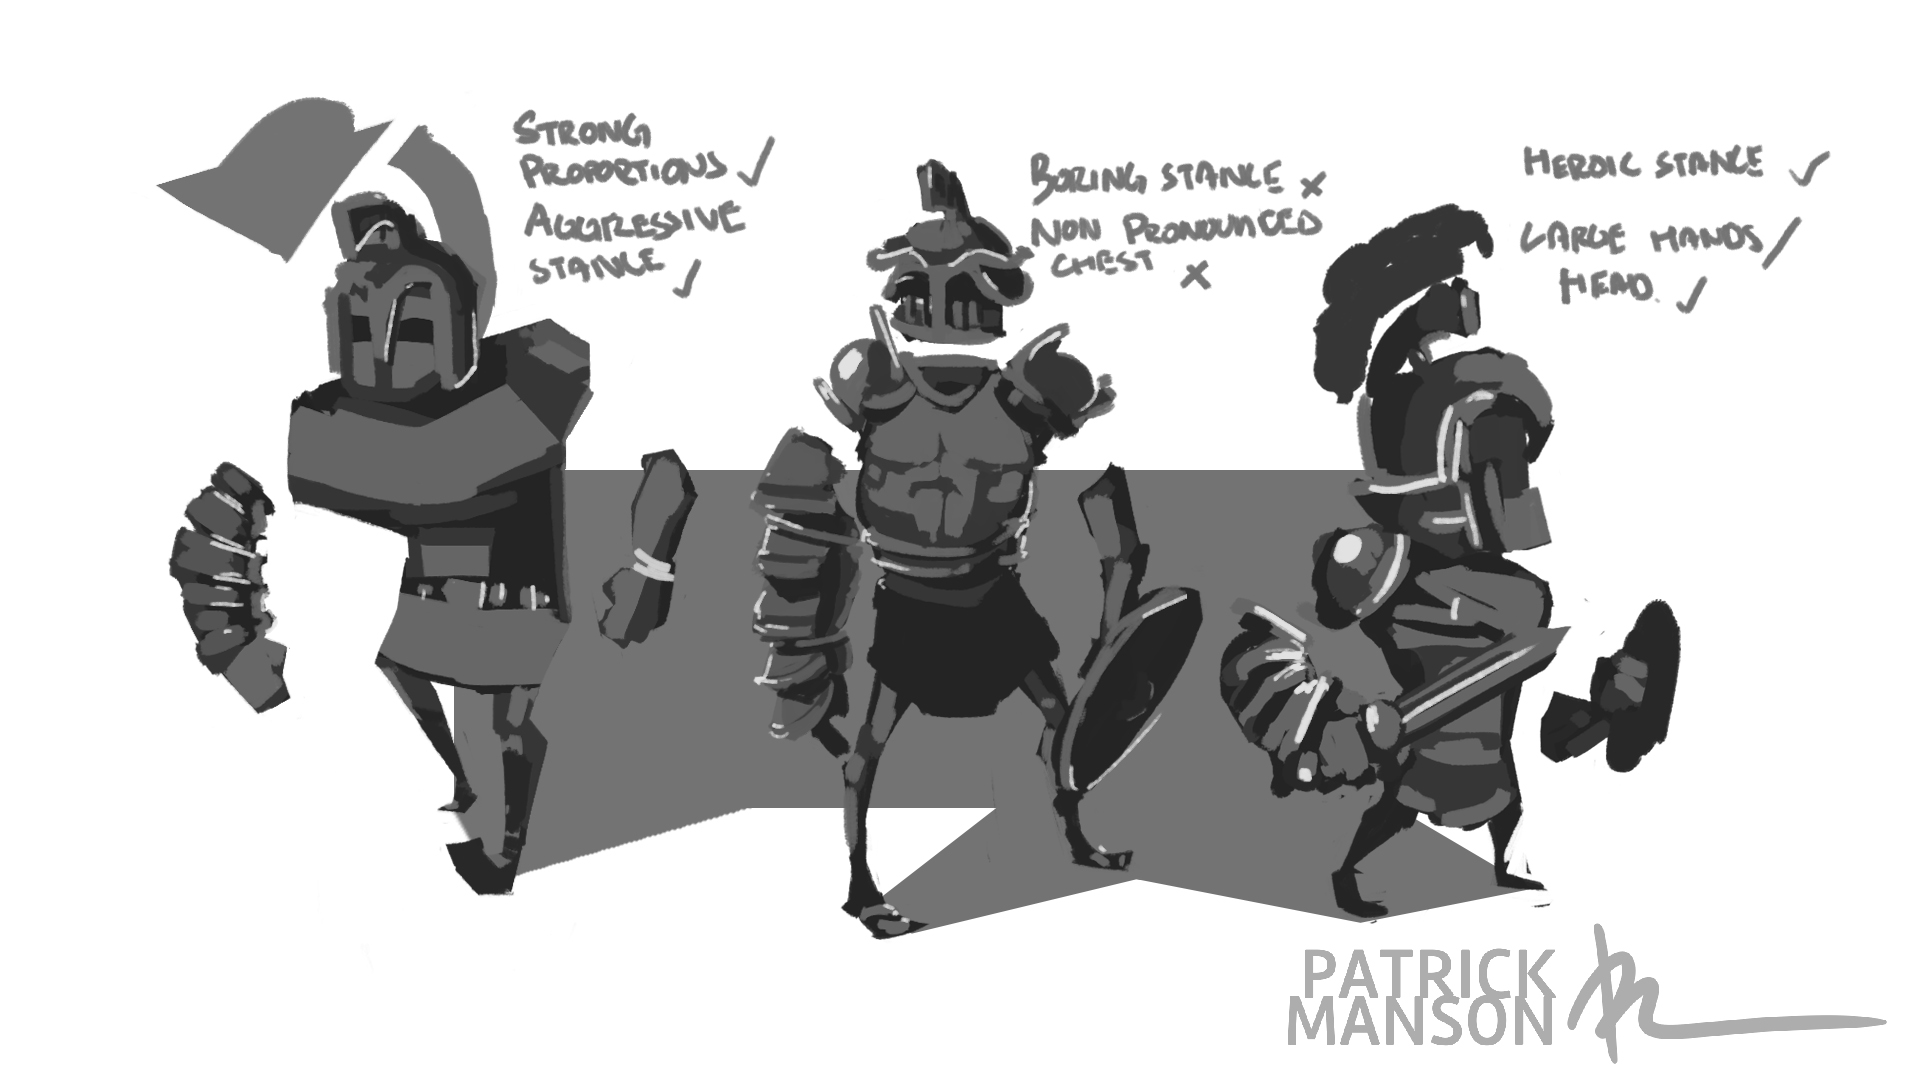 STRONG
PROPORTIONS ✓
AGGRESSIVE
STANCE ✓
BORING STANCE ×
NON PRONOUNCED
CHEST ×
HEROIC STANCE ✓
LARGE HANDS/
HEAD. ✓
PATRICK
MANSON